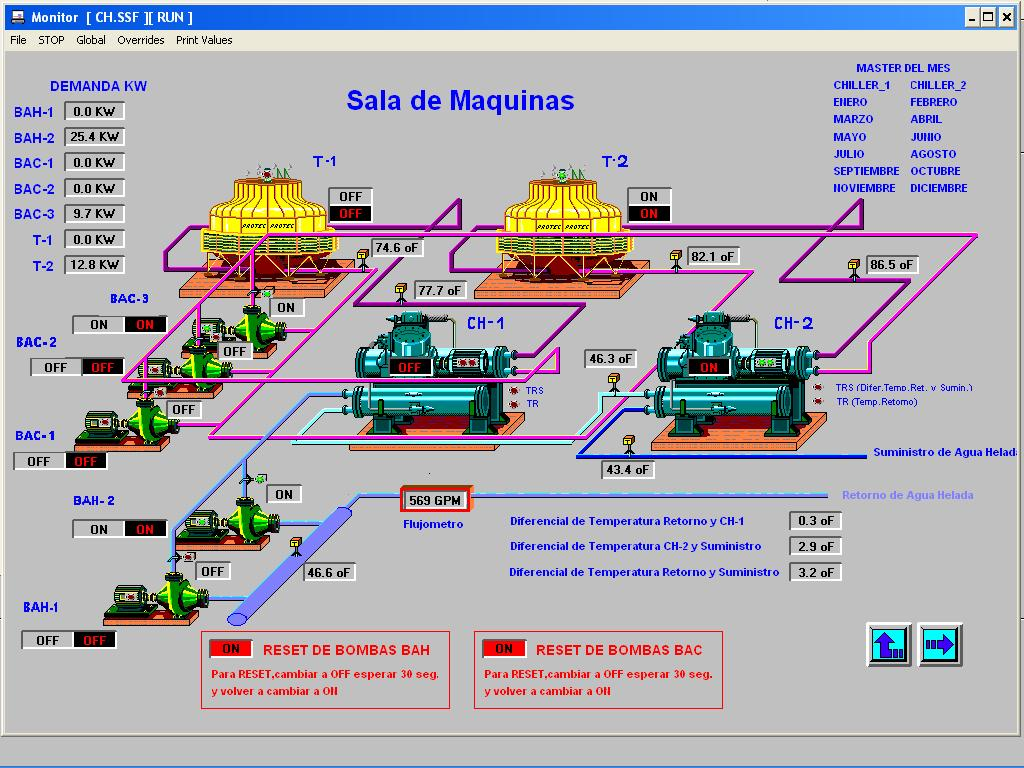 Monitor [ CH.SSF ][ RUN ]
File STOP Global Overrides Print Values
DEMANDA KW
BAH-1 0.0 KW
BAH-2 25.4 KW
BAC-1 0.0 KW
BAC-2 0.0 KW
BAC-3 9.7 KW
T-1 0.0 KW
T-2 12.8 KW
Sala de Maquinas
MASTER DEL MES
CHILLER_1 CHILLER_2
ENERO FEBRERO
MARZO ABRIL
MAYO JUNIO
JULIO AGOSTO
SEPTIEMBRE OCTUBRE
NOVIEMBRE DICIEMBRE
T-1
OFF
OFF
PROTEC PROTEC
74.6 oF
T-2
ON
ON
PROTEC PROTEC
82.1 oF
86.5 oF
77.7 oF
BAC-3
ON ON
ON
BAC-2
OFF OFF
OFF
BAC-1
OFF OFF
OFF
CH-1
OFF
TRS
TR
46.3 oF
CH-2
ON
TRS (Difer.Temp.Ret. y Sumin.)
TR (Temp.Retorno)
43.4 oF
Suministro de Agua Helada
BAH-2
ON ON
ON
BAH-1
OFF OFF
OFF
46.6 oF
569 GPM
Flujometro
Retorno de Agua Helada
Diferencial de Temperatura Retorno y CH-1 0.3 oF
Diferencial de Temperatura CH-2 y Suministro 2.9 oF
Diferencial de Temperatura Retorno y Suministro 3.2 oF
ON RESET DE BOMBAS BAH
Para RESET,cambiar a OFF esperar 30 seg.
y volver a cambiar a ON
ON RESET DE BOMBAS BAC
Para RESET,cambiar a OFF esperar 30 seg.
y volver a cambiar a ON